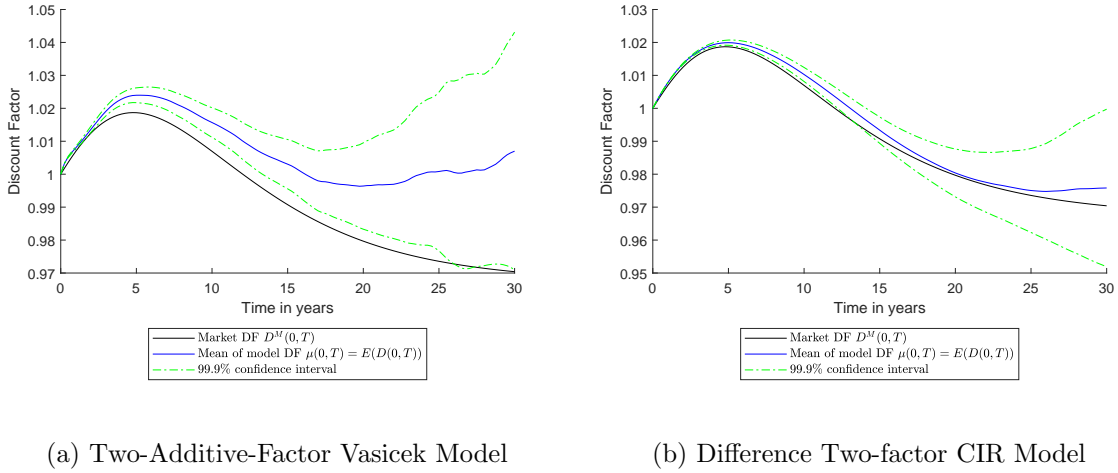 1.05
1.04
1.03
1.02
1.01
1
0.99
0.98
0.97
Discount Factor
0 5 10 15 20 25 30
Time in years
Market DF D^M(0, T)
Mean of model DF μ(0, T) = E(D(0, T))
99.9% confidence interval
(a) Two-Additive-Factor Vasicek Model
1.03
1.02
1.01
1
0.99
0.98
0.97
0.96
0.95
Discount Factor
0 5 10 15 20 25 30
Time in years
Market DF D^M(0, T)
Mean of model DF μ(0, T) = E(D(0, T))
99.9% confidence interval
(b) Difference Two-factor CIR Model